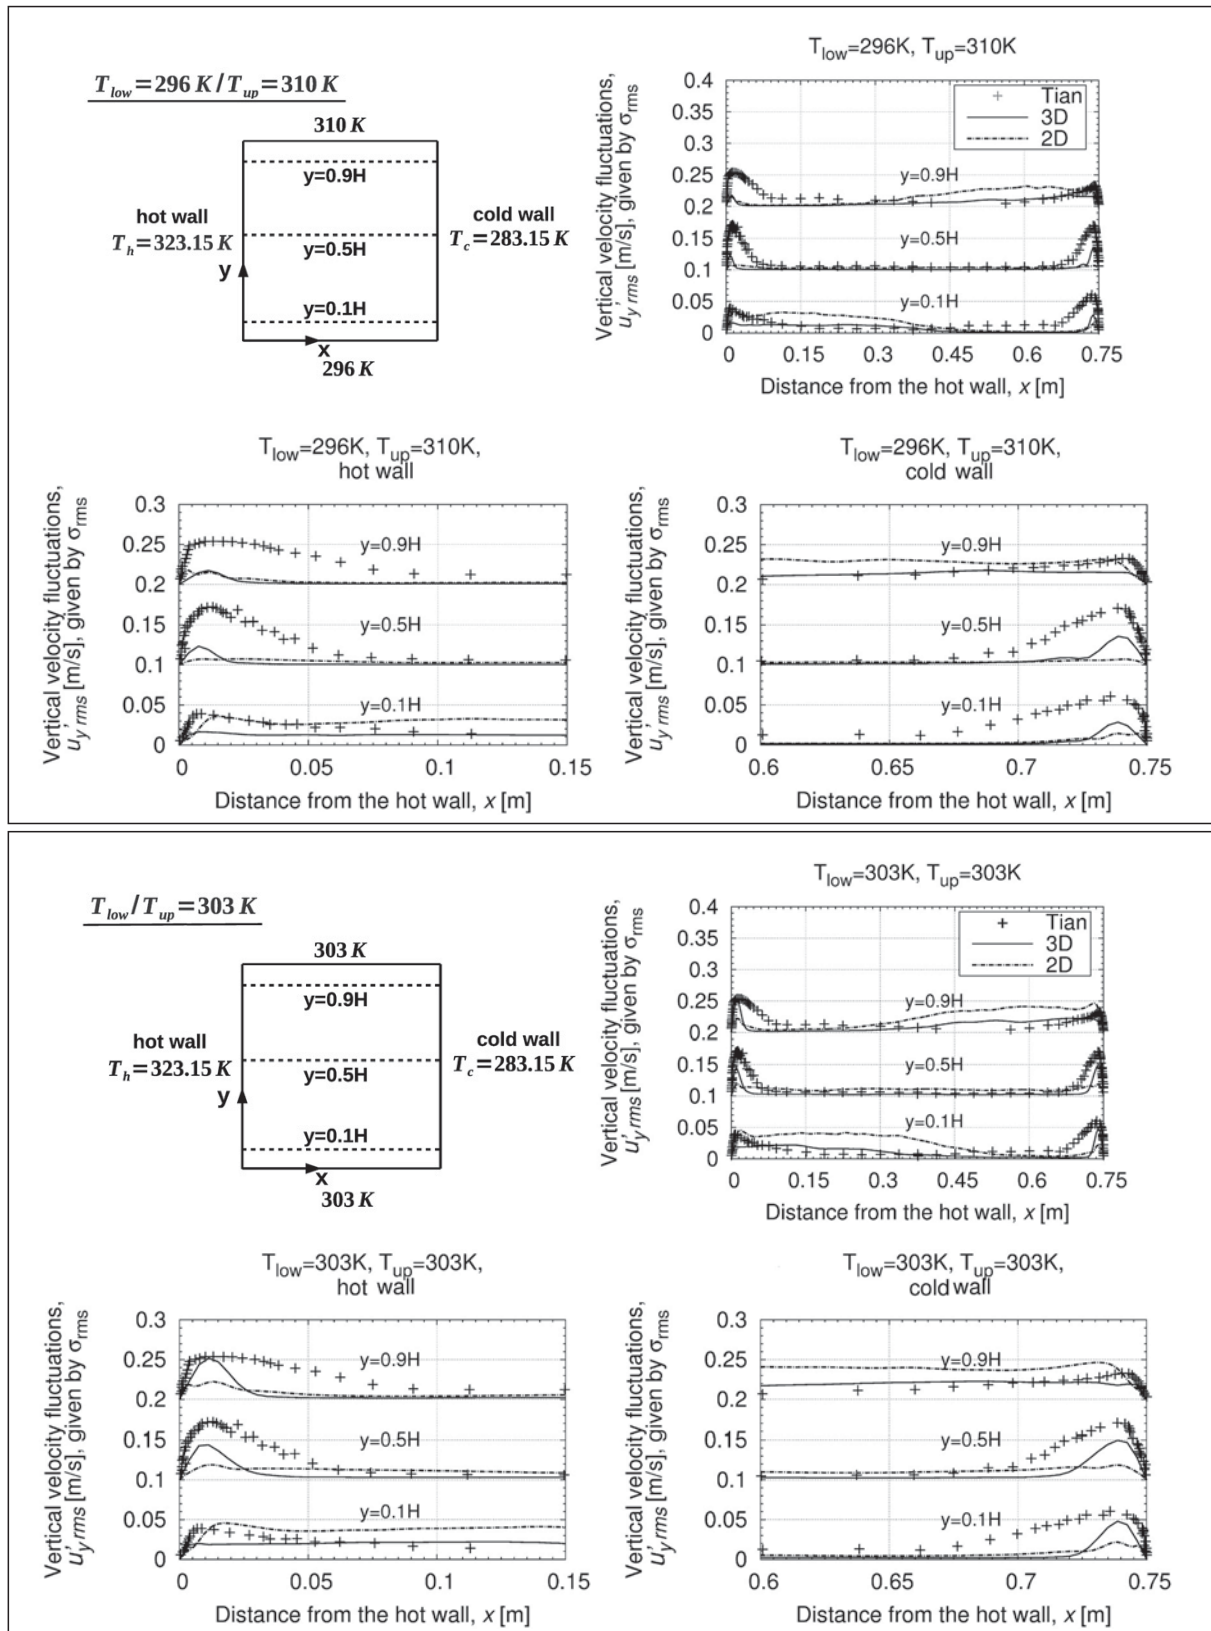 T_low=296 K/T_up=310 K
310 K
y=0.9H
hot wall
T_h=323.15 K
y
y=0.5H
cold wall
T_c=283.15 K
y=0.1H
x
296 K
T_low=296K, T_up=310K
Vertical velocity fluctuations,
u'_y rms [m/s], given by σ_rms
0.4
0.35
0.3
0.25
0.2
0.15
0.1
0.05
0
Tian
3D
2D
y=0.9H
y=0.5H
y=0.1H
0 0.15 0.3 0.45 0.6 0.75
Distance from the hot wall, x [m]
T_low=296K, T_up=310K,
hot wall
Vertical velocity fluctuations,
u'_y rms [m/s], given by σ_rms
0.3
0.25
0.2
0.15
0.1
0.05
0
y=0.9H
y=0.5H
y=0.1H
0 0.05 0.1 0.15
Distance from the hot wall, x [m]
T_low=296K, T_up=310K,
cold wall
Vertical velocity fluctuations,
u'_y rms [m/s], given by σ_rms
0.3
0.25
0.2
0.15
0.1
0.05
0
y=0.9H
y=0.5H
y=0.1H
0.6 0.65 0.7 0.75
Distance from the hot wall, x [m]
T_low/T_up=303 K
303 K
y=0.9H
hot wall
T_h=323.15 K
y
y=0.5H
cold wall
T_c=283.15 K
y=0.1H
x
303 K
T_low=303K, T_up=303K
Vertical velocity fluctuations,
u'_y rms [m/s], given by σ_rms
0.4
0.35
0.3
0.25
0.2
0.15
0.1
0.05
0
Tian
3D
2D
y=0.9H
y=0.5H
y=0.1H
0 0.15 0.3 0.45 0.6 0.75
Distance from the hot wall, x [m]
T_low=303K, T_up=303K,
hot wall
Vertical velocity fluctuations,
u'_y rms [m/s], given by σ_rms
0.3
0.25
0.2
0.15
0.1
0.05
0
y=0.9H
y=0.5H
y=0.1H
0 0.05 0.1 0.15
Distance from the hot wall, x [m]
T_low=303K, T_up=303K,
cold wall
Vertical velocity fluctuations,
u'_y rms [m/s], given by σ_rms
0.3
0.25
0.2
0.15
0.1
0.05
0
y=0.9H
y=0.5H
y=0.1H
0.6 0.65 0.7 0.75
Distance from the hot wall, x [m]